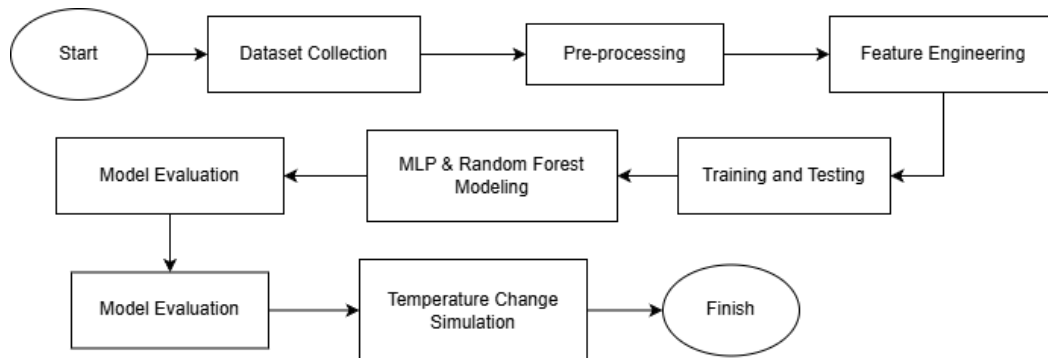 Start
Dataset Collection
Pre-processing
Feature Engineering
Training and Testing
MLP & Random Forest
Modeling
Model Evaluation
Model Evaluation
Temperature Change
Simulation
Finish